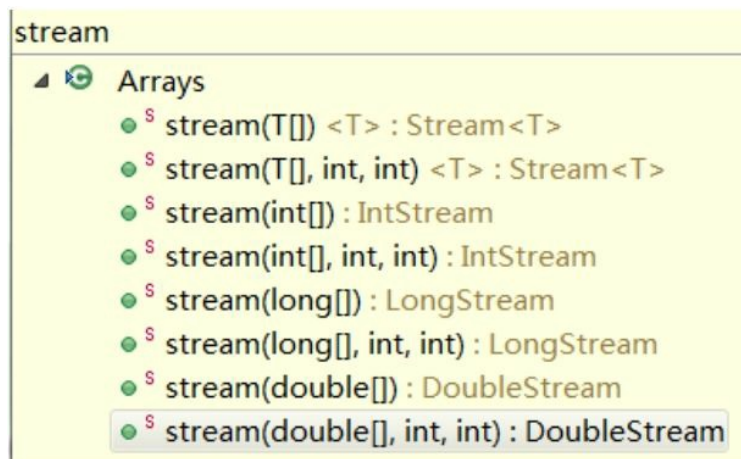 stream
Arrays
S stream(T[]) <T> : Stream<T>
S stream(T[], int, int) <T> : Stream<T>
S stream(int[]) : IntStream
S stream(int[], int, int) : IntStream
S stream(long[]) : LongStream
S stream(long[], int, int) : LongStream
S stream(double[]) : DoubleStream
S stream(double[], int, int) : DoubleStream